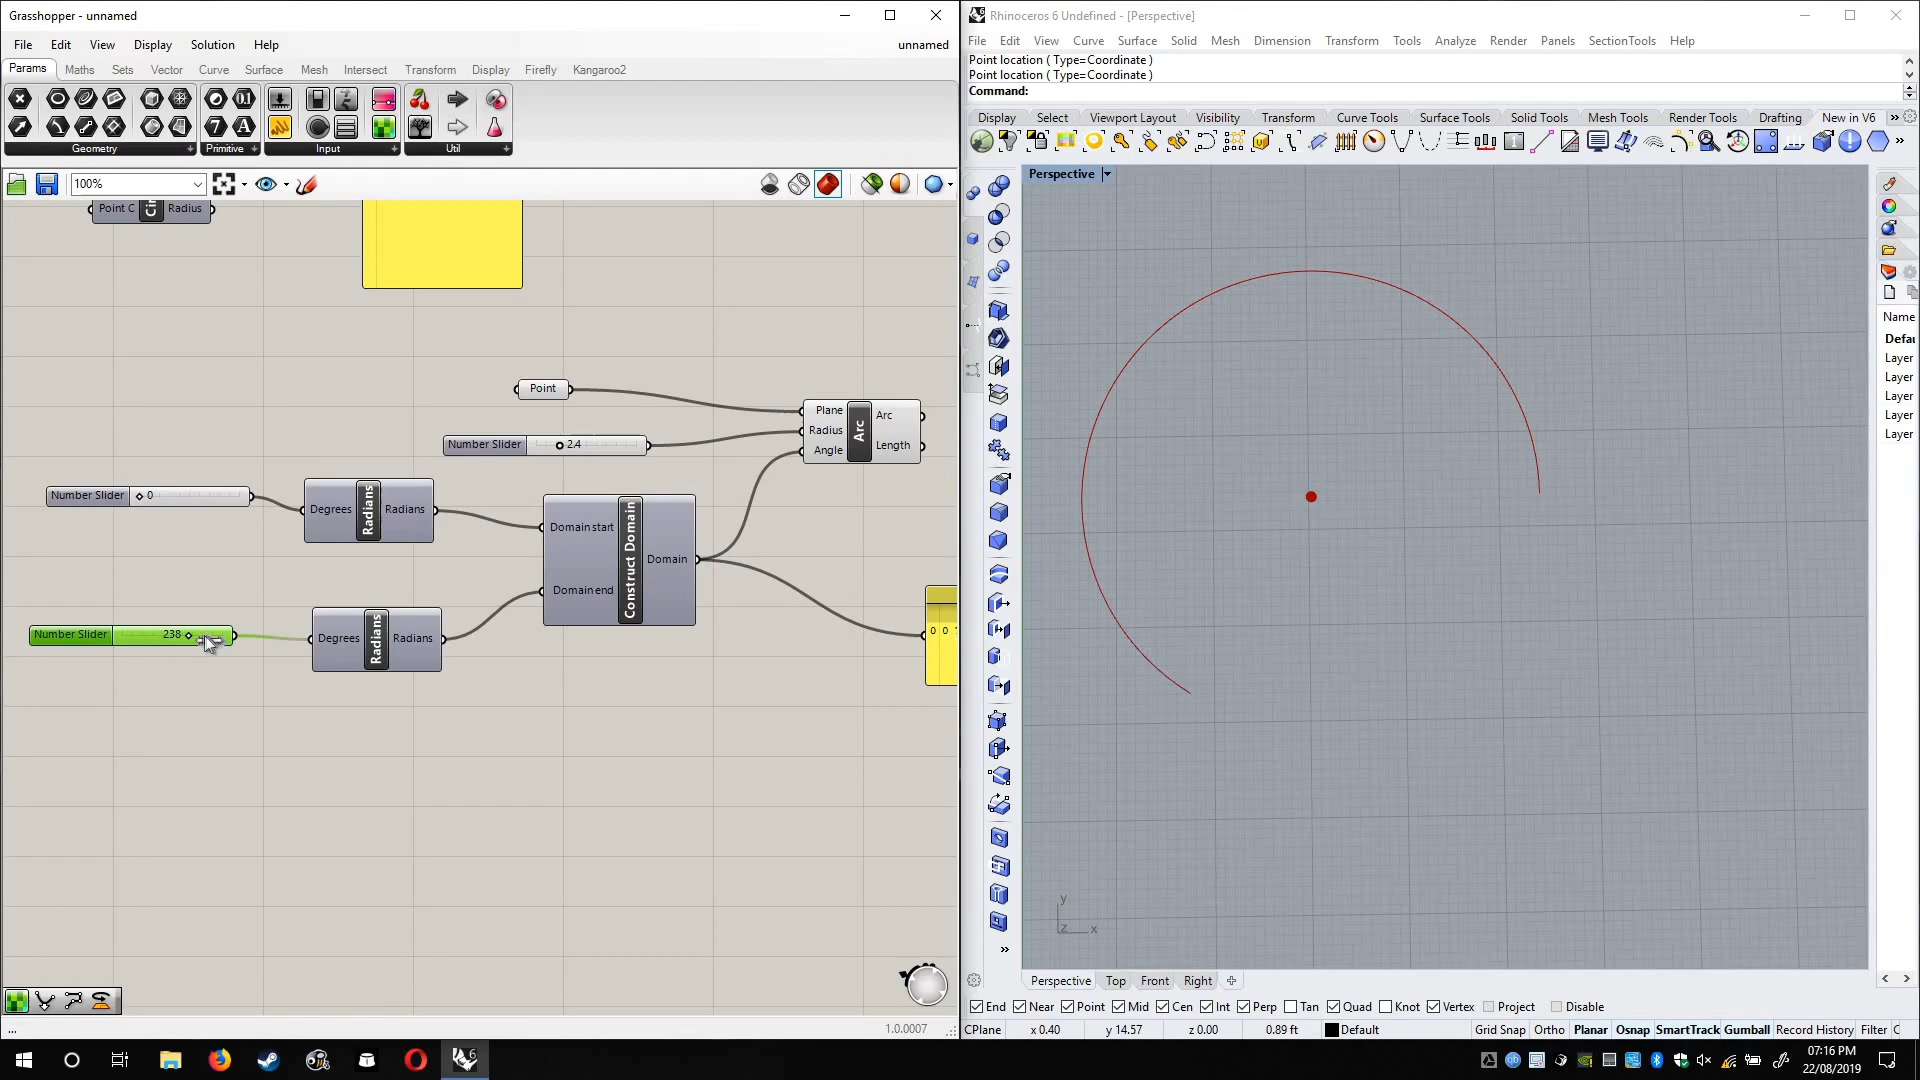 Grasshopper - unnamed
File Edit View Display Solution Help unnamed
Params Maths Sets Vector Curve Surface Mesh Intersect Transform Display Firefly Kangaroo2
Geometry Primitive Input Util
100%
Point C Cir Radius
Point
Number Slider 2.4
Plane
Radius
Angle
Arc
Arc
Length
Number Slider 0
Degrees Radians Radians
Domain start
Domain end
Construct Domain
Domain
Number Slider 238
Degrees Radians Radians
0 0
...
1.0.0007
Rhinoceros 6 Undefined - [Perspective]
File Edit View Curve Surface Solid Mesh Dimension Transform Tools Analyze Render Panels SectionTools Help
Point location ( Type=Coordinate )
Point location ( Type=Coordinate )
Command:
Display Select Viewport Layout Visibility Transform Curve Tools Surface Tools Solid Tools Mesh Tools Render Tools Drafting New in V6
Perspective
Name
Defau
Layer
Layer
Layer
Layer
Layer
y
z x
Perspective Top Front Right
End Near Point Mid Cen Int Perp Tan Quad Knot Vertex Project Disable
CPlane x 0.40 y 14.57 z 0.00 0.89 ft Default Grid Snap Ortho Planar Osnap SmartTrack Gumball Record History Filter C
07:16 PM
22/08/2019